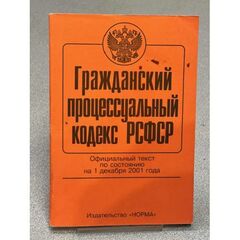 Гражданский
процессуальный
кодекс РСФСР
Официальный текст
по состоянию
на 1 декабря 2001 года
Издательство «НОРМА»